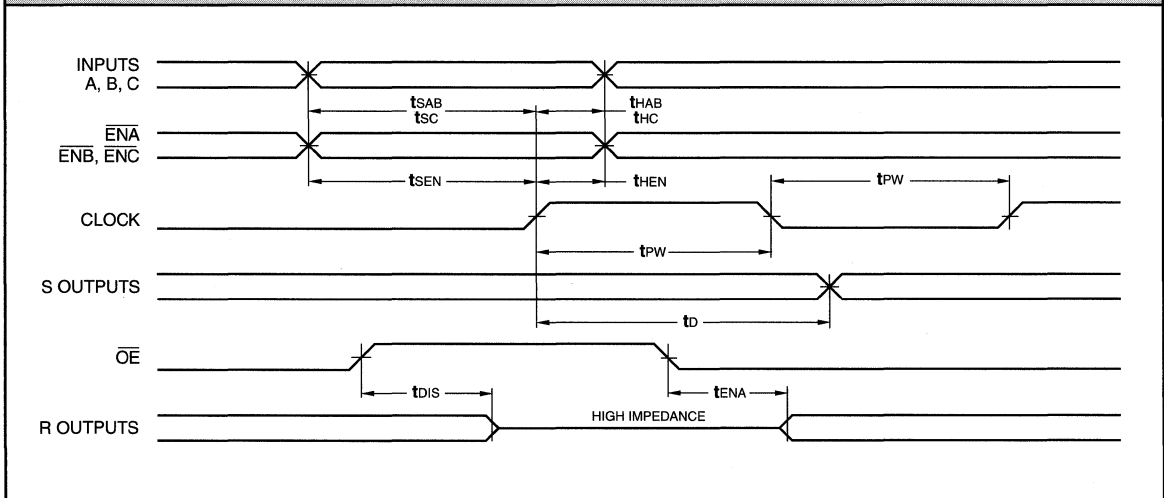 INPUTS
A, B, C
tSAB
tSC
tHAB
tHC
ENA
ENB, ENC
tSEN
tHEN
tPW
CLOCK
tPW
S OUTPUTS
tD
OE
tDIS
tENA
R OUTPUTS
HIGH IMPEDANCE